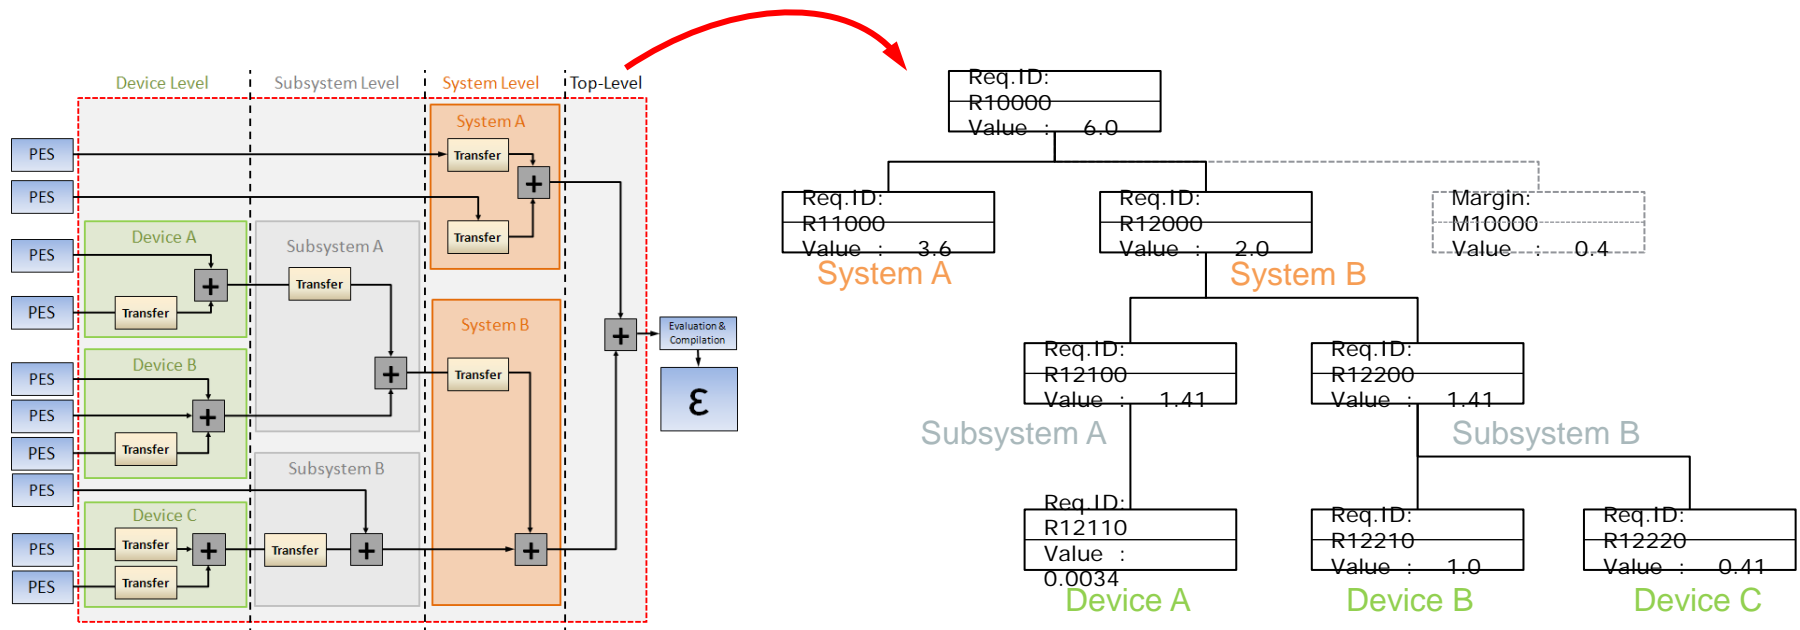 Device Level
Subsystem Level
System Level
Top-Level
System A
PES
Transfer
+
PES
Transfer
Device A
Subsystem A
PES
+
Transfer
PES
Transfer
System B
+
Evaluation &
Compilation
Device B
PES
+
Transfer
ε
PES
+
PES
Transfer
Subsystem B
PES
Device C
PES
Transfer
+
Transfer
+
+
PES
Transfer
Req.ID:
R10000
Value : 6.0
Req.ID:
R11000
Value : 3.6
System A
Req.ID:
R12000
Value : 2.0
System B
Margin:
M10000
Value : 0.4
Req.ID:
R12100
Value : 1.41
Subsystem A
Req.ID:
R12200
Value : 1.41
Subsystem B
Req.ID:
R12110
Value :
0.0034
Device A
Req.ID:
R12210
Value : 1.0
Device B
Req.ID:
R12220
Value : 0.41
Device C